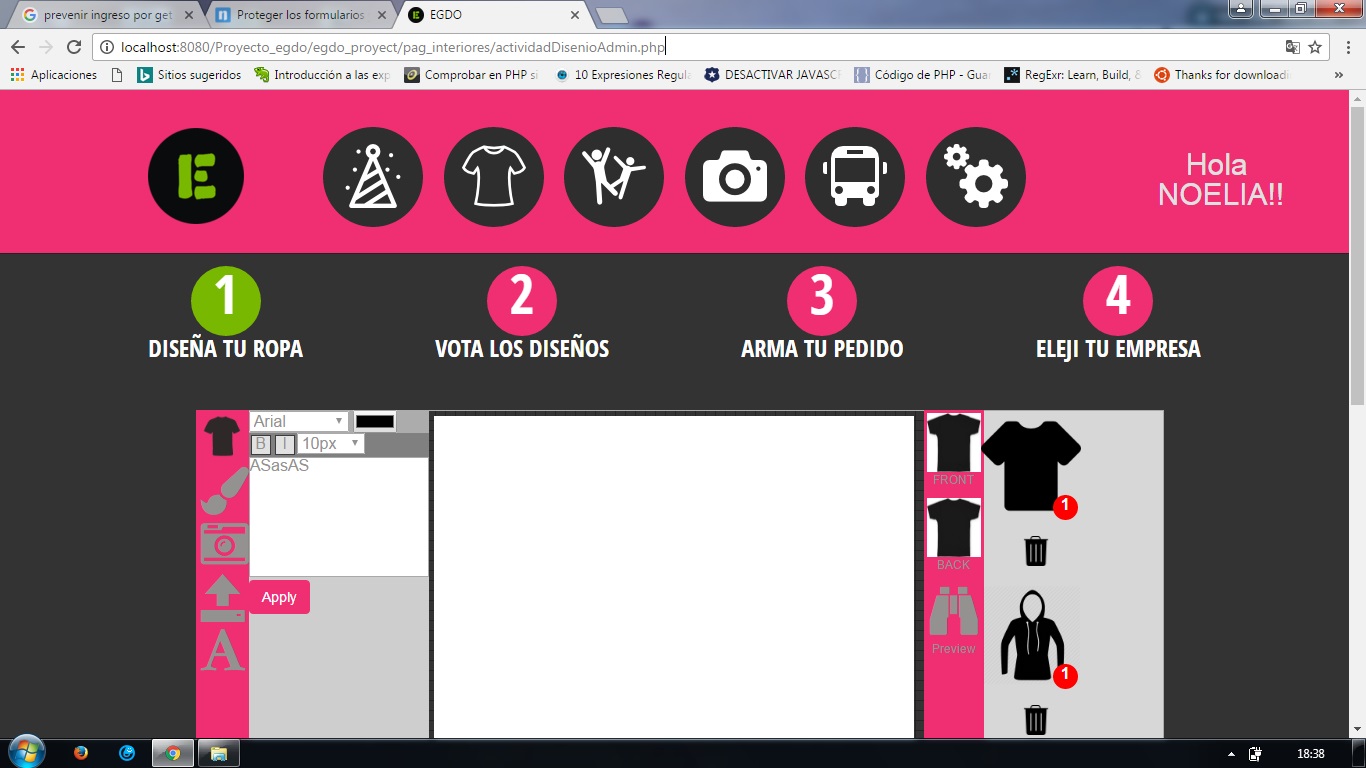 prevenir ingreso por get
Proteger los formularios
EGDO
localhost:8080/Proyecto_egdo/egdo_proyect/pag_interiores/actividadDisenioAdmin.php
Aplicaciones
Sitios sugeridos
Introducción a las exp
Comprobar en PHP si
10 Expresiones Regula
DESACTIVAR JAVASC
Código de PHP - Gua
RegExr: Learn, Build, &
Thanks for downloadi
»
E
Hola
NOELIA!!
1
2
3
4
DISEÑA TU ROPA
VOTA LOS DISEÑOS
ARMA TU PEDIDO
ELEJI TU EMPRESA
Arial
B I 10px
ASasAS
Apply
A
FRONT
BACK
Preview
1
1
18:38